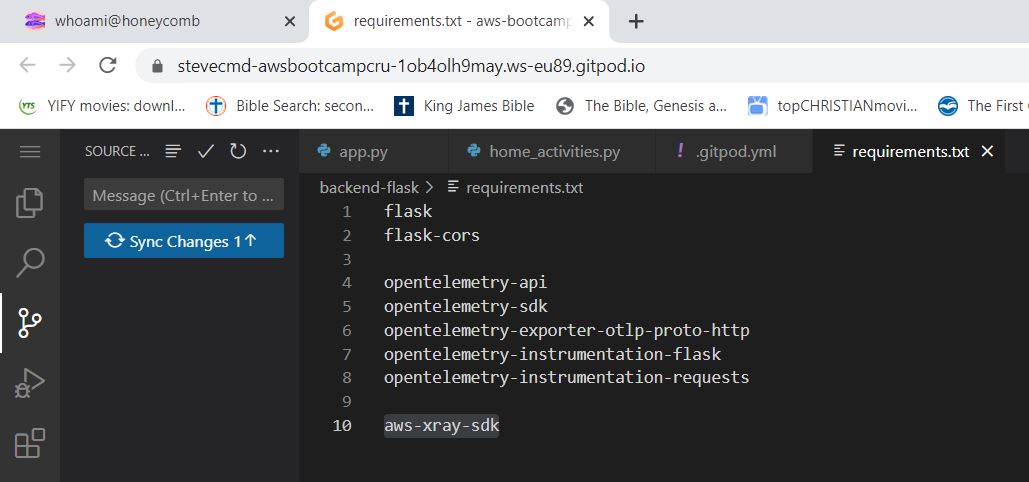 whoami@honeycomb
requirements.txt - aws-bootcamp
stevecmd-awsbootcampcru-1ob4olh9may.ws-eu89.gitpod.io
YTS YIFY movies: downl... Bible Search: secon... King James Bible The Bible, Genesis a... topCHRISTIANmovi... The First
SOURCE ... app.py home_activities.py ! .gitpod.yml requirements.txt
Message (Ctrl+Enter to ...
Sync Changes 1↑
backend-flask > requirements.txt
1 flask
2 flask-cors
3
4 opentelemetry-api
5 opentelemetry-sdk
6 opentelemetry-exporter-otlp-proto-http
7 opentelemetry-instrumentation-flask
8 opentelemetry-instrumentation-requests
9
10 aws-xray-sdk